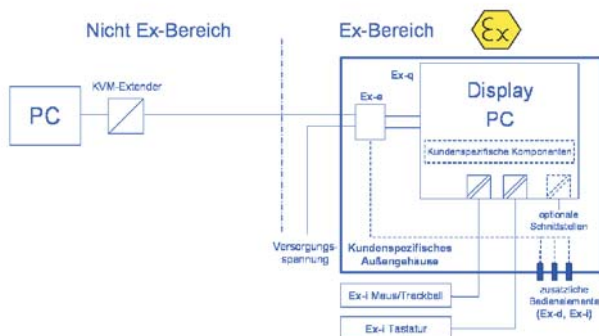 Nicht Ex-Bereich
Ex-Bereich
Ex
KVM-Extender
PC
Ex-q
Ex-e
Display
PC
Kundenspezifische Komponenten
optionale
Schnittstellen
Versorgungs-
spannung
Kundenspezifisches
Außengehäuse
zusätzliche
Bedienelemente
(Ex-d, Ex-i)
Ex-i Maus/Trackball
Ex-i Tastatur